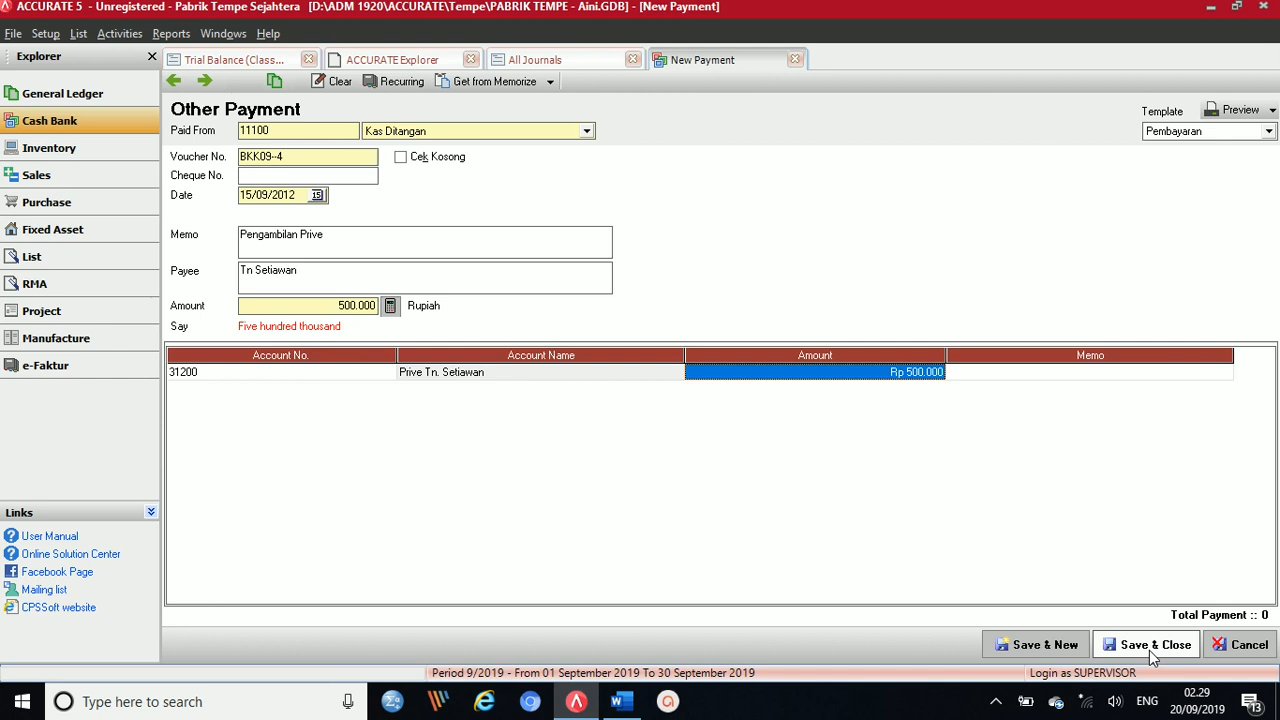 ACCURATE 5 - Unregistered - Pabrik Tempe Sejahtera [D:\ADM 1920\ACCURATE\Tempe\PABRIK TEMPE - Aini.GDB] - [New Payment]
File Setup List Activities Reports Windows Help
Explorer
Trial Balance (Class... ACCURATE Explorer All Journals New Payment
Clear Recurring Get from Memorize
General Ledger
Cash Bank
Inventory
Sales
Purchase
Fixed Asset
List
RMA
Project
Manufacture
e-Faktur
Links
User Manual
Online Solution Center
Facebook Page
Mailing list
CPSSoft website
Other Payment
Template Preview
Pembayaran
Paid From 11100 Kas Ditangan
Voucher No. BKK09--4 Cek Kosong
Cheque No.
Date 15/09/2012 15
Memo Pengambilan Prive
Payee Tn Setiawan
Amount 500.000 Rupiah
Say Five hundred thousand
Account No. Account Name Amount Memo
31200 Prive Tn. Setiawan Rp 500.000
Total Payment :: 0
Save & New Save & Close Cancel
Period 9/2019 - From 01 September 2019 To 30 September 2019 Login as SUPERVISOR
Type here to search
ENG
02.29
20/09/2019
13